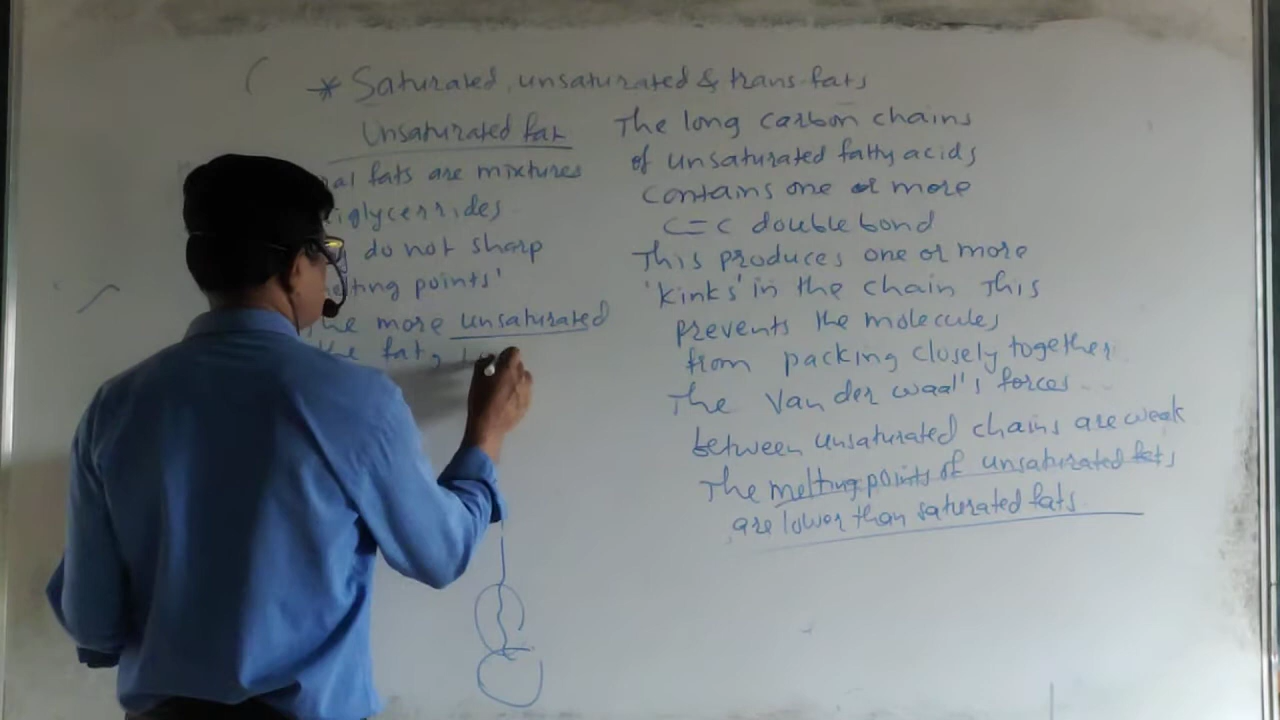 * Saturated, unsaturated & trans-fats
Unsaturated fat
fats are mixtures
do not sharp
points'
more unsaturated
fat,
The long carbon chains
of unsaturated fatty acids
contains one or more
C=C double bond
This produces one or more
'kinks' in the chain This
prevents the molecules
from packing closely together.
The Van der waal's forces
between unsaturated chains are weak
The melting points of unsaturated fats
are lower than saturated fats